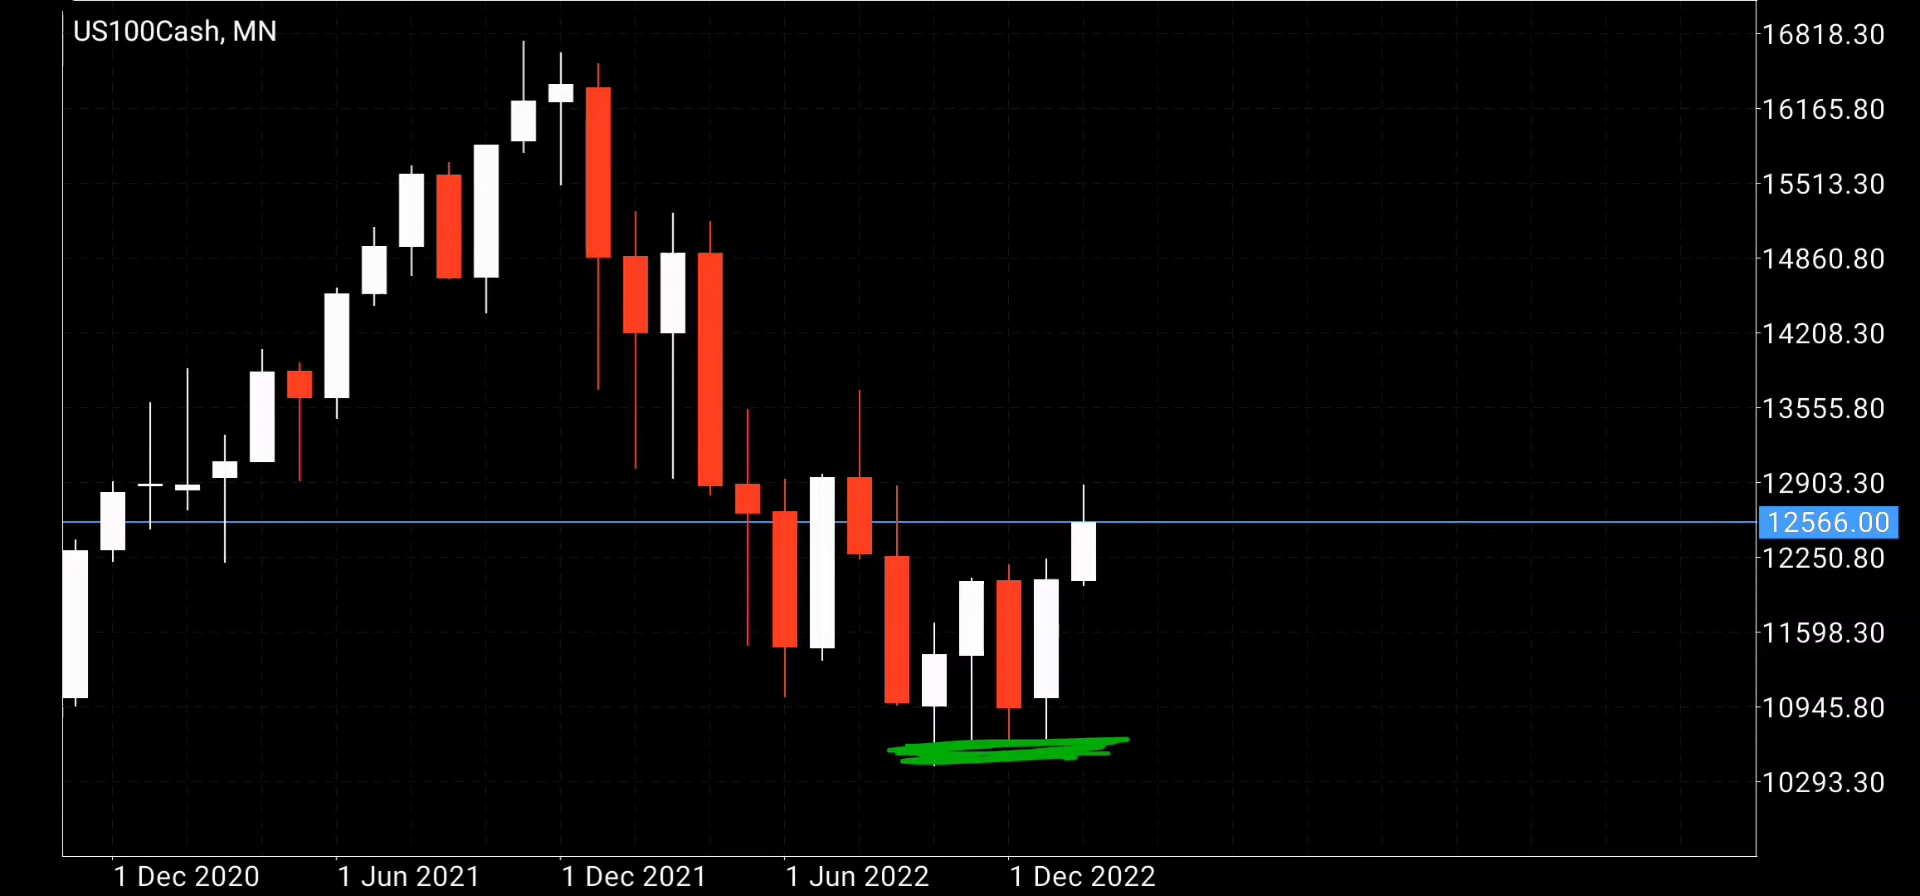 US100Cash, MN
16818.30
16165.80
15513.30
14860.80
14208.30
13555.80
12903.30
12566.00
12250.80
11598.30
10945.80
10293.30
1 Dec 2020
1 Jun 2021
1 Dec 2021
1 Jun 2022
1 Dec 2022